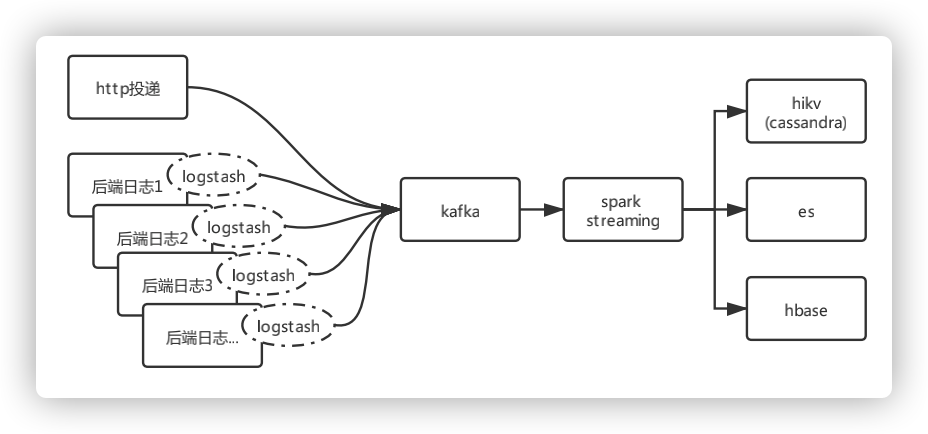 http投递
后端日志1
logstash
后端日志2
logstash
后端日志3
logstash
后端日志...
logstash
kafka
spark
streaming
hikv
(cassandra)
es
hbase